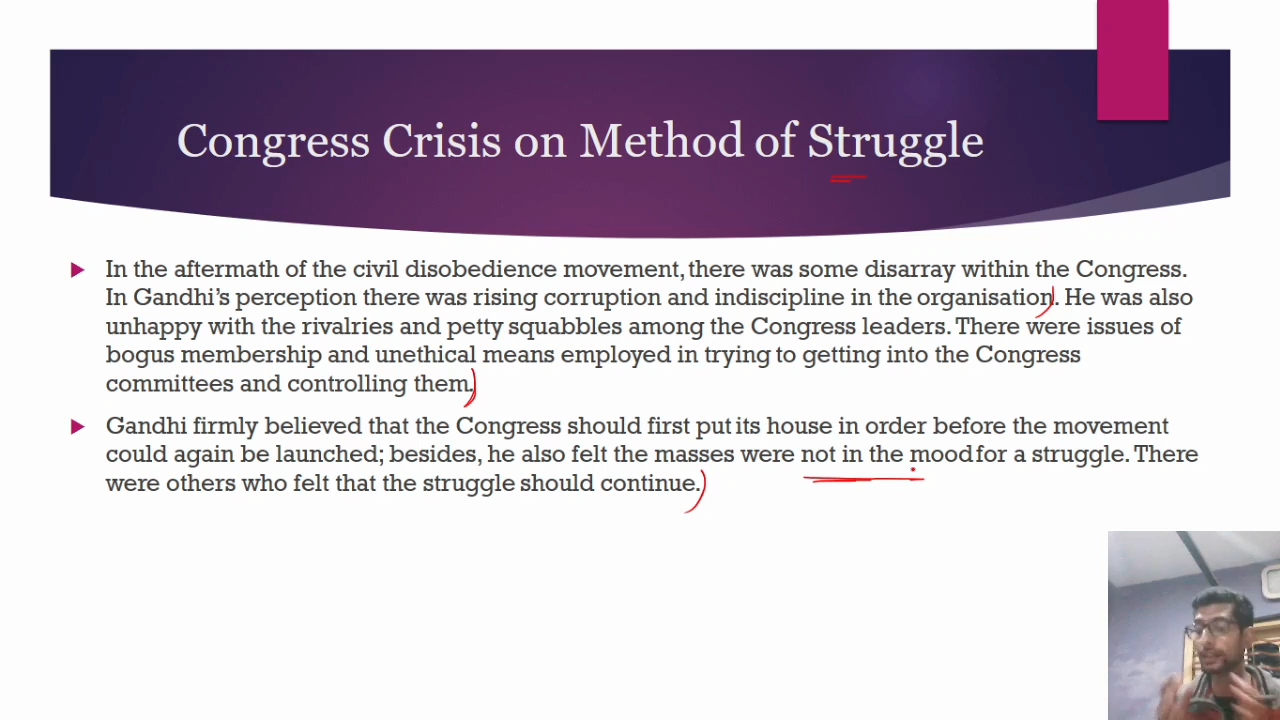 Congress Crisis on Method of Struggle
In the aftermath of the civil disobedience movement, there was some disarray within the Congress.
In Gandhi's perception there was rising corruption and indiscipline in the organisation. He was also
unhappy with the rivalries and petty squabbles among the Congress leaders. There were issues of
bogus membership and unethical means employed in trying to getting into the Congress
committees and controlling them.
Gandhi firmly believed that the Congress should first put its house in order before the movement
could again be launched; besides, he also felt the masses were not in the mood for a struggle. There
were others who felt that the struggle should continue.